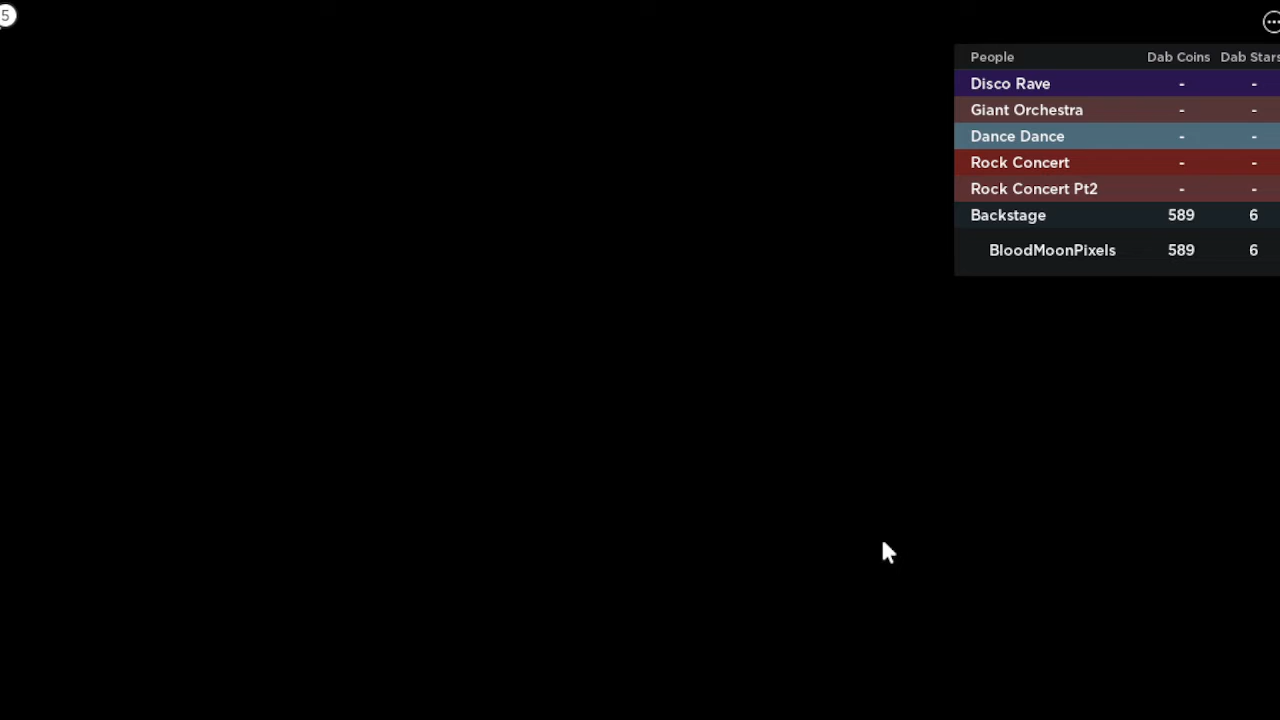 5
People Dab Coins Dab Stars
Disco Rave - -
Giant Orchestra - -
Dance Dance - -
Rock Concert - -
Rock Concert Pt2 - -
Backstage 589 6
BloodMoonPixels 589 6